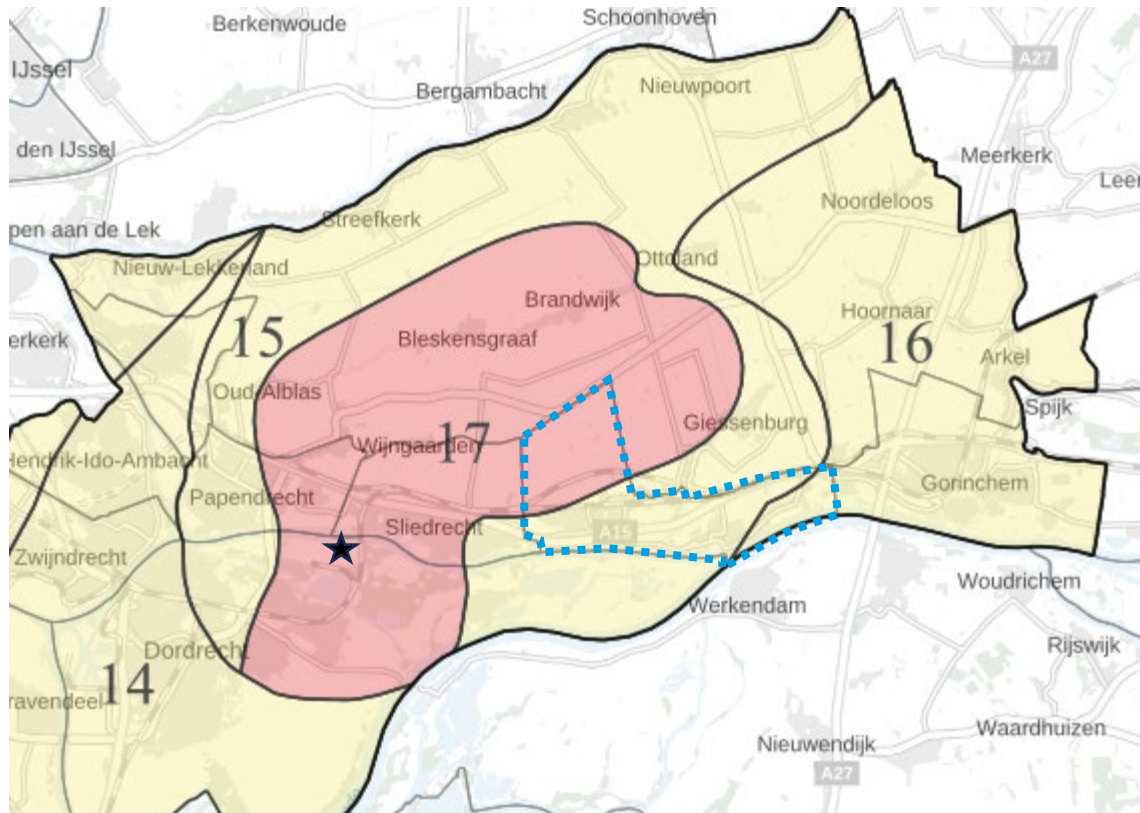 Schoonhoven
Berkenwoude
A27
IJssel
Nieuwpoort
Bergambacht
den IJssel
Meerkerk
Leer
Noordeloos
Streefkerk
pen aan de Lek
Ottoland
Nieuw-Lekkerland
Brandwijk
Hoornaar
erkerk
15
Bleskensgraaf
16
Arkel
Oud-Alblas
Spijk
Giessenburg
Wijngaarden
17
Hendrik-Ido-Ambacht
Gorinchem
Papendrecht
Sliedrecht
A15
Zwijndrecht
Woudrichem
Werkendam
Rijswijk
Dordrecht
14
ravendeel
Waardhuizen
Nieuwendijk
A27